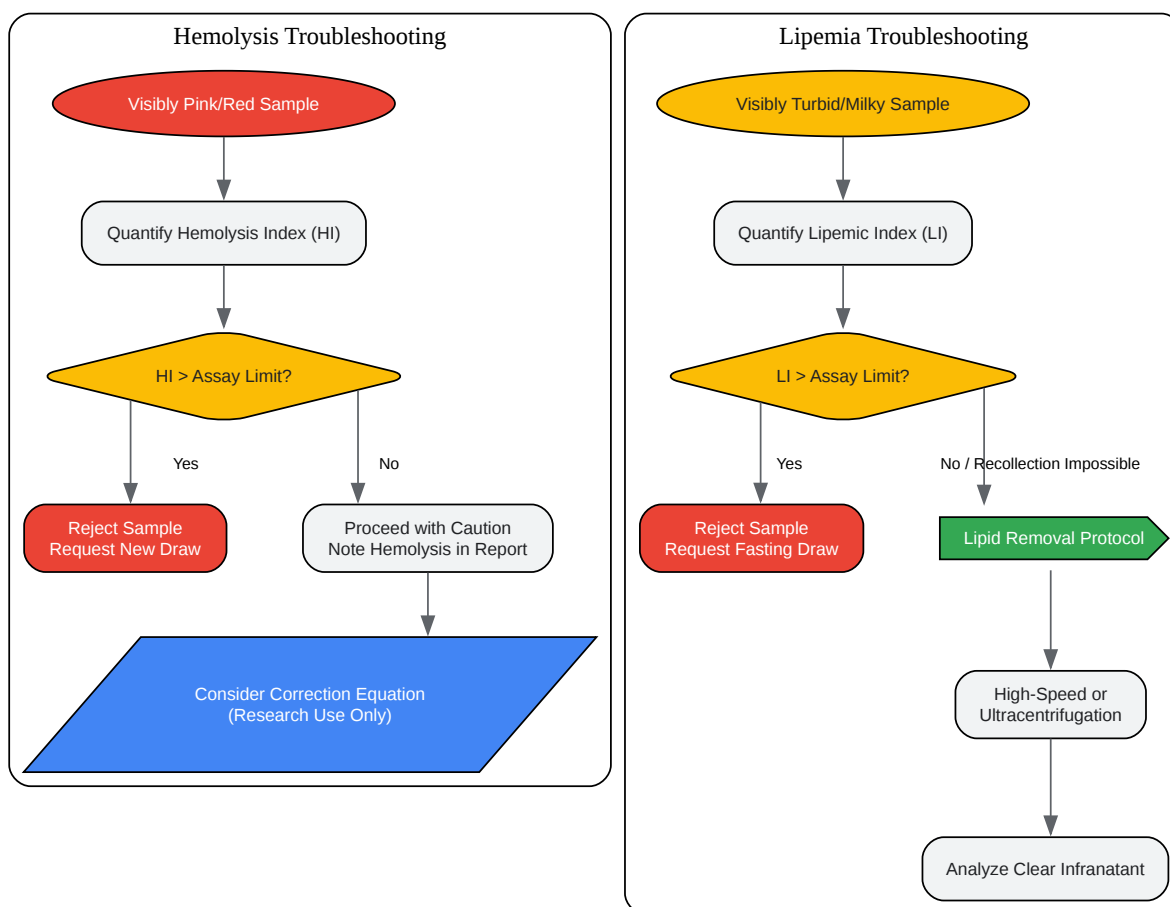 Hemolysis Troubleshooting
Visibly Pink/Red Sample
Quantify Hemolysis Index (HI)
HI > Assay Limit?
Yes
No
Reject Sample
Request New Draw
Proceed with Caution
Note Hemolysis in Report
Consider Correction Equation
(Research Use Only)
Lipemia Troubleshooting
Visibly Turbid/Milky Sample
Quantify Lipemic Index (LI)
LI > Assay Limit?
Yes
No / Recollection Impossible
Reject Sample
Request Fasting Draw
Lipid Removal Protocol
High-Speed or
Ultracentrifugation
Analyze Clear Infranatant